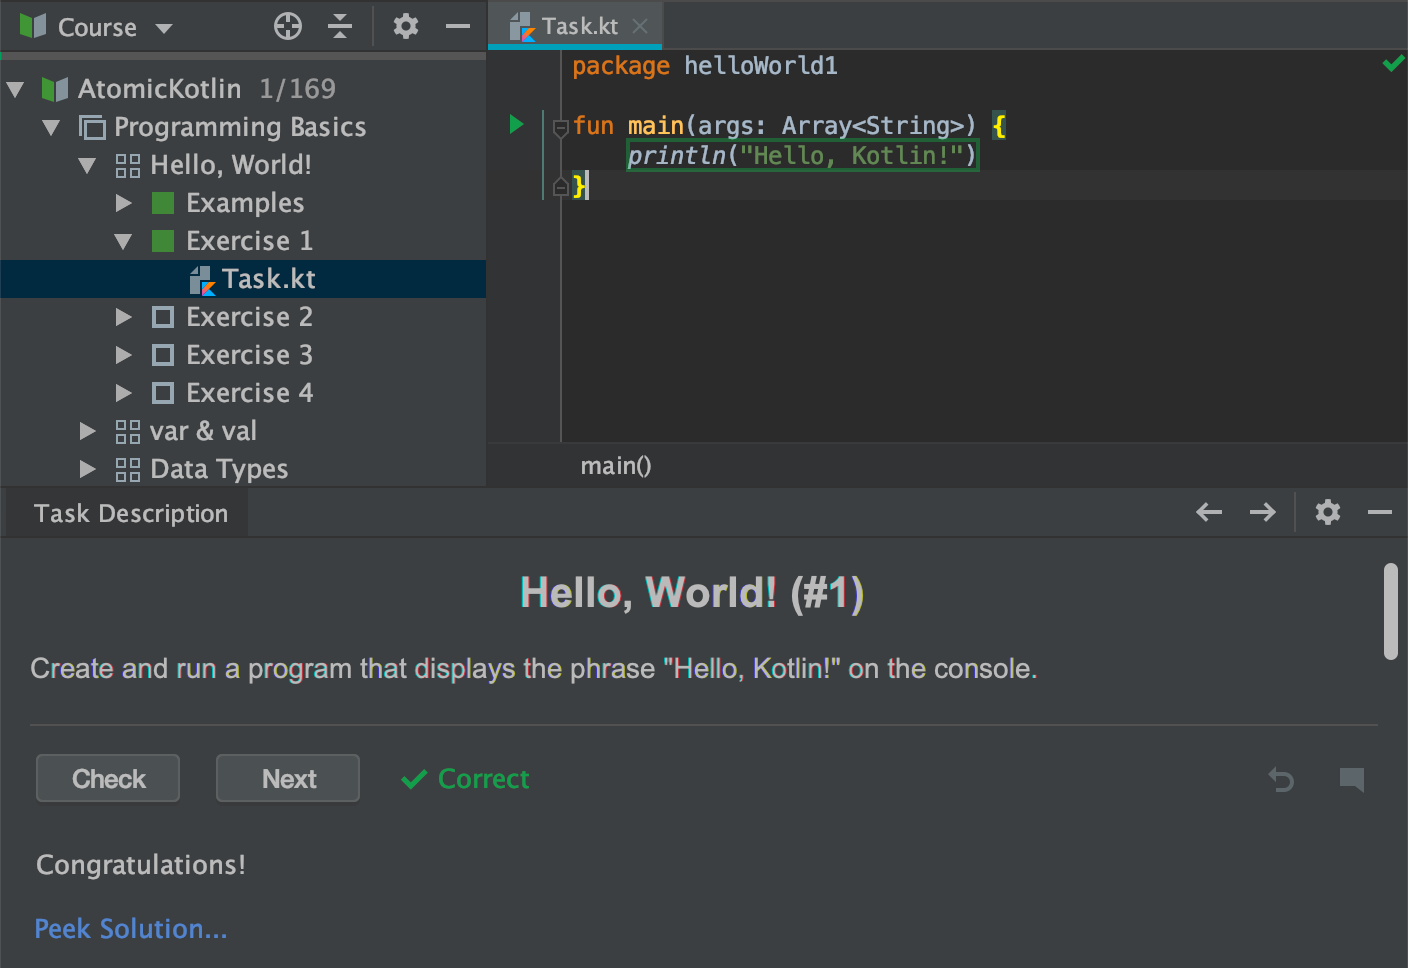 Course
AtomicKotlin 1/169
Programming Basics
Hello, World!
Examples
Exercise 1
Task.kt
Exercise 2
Exercise 3
Exercise 4
var & val
Data Types
Task.kt
package helloWorld1
fun main(args: Array<String>) {
println("Hello, Kotlin!")
}
main()
Task Description
Hello, World! (#1)
Create and run a program that displays the phrase "Hello, Kotlin!" on the console.
Check Next Correct
Congratulations!
Peek Solution...